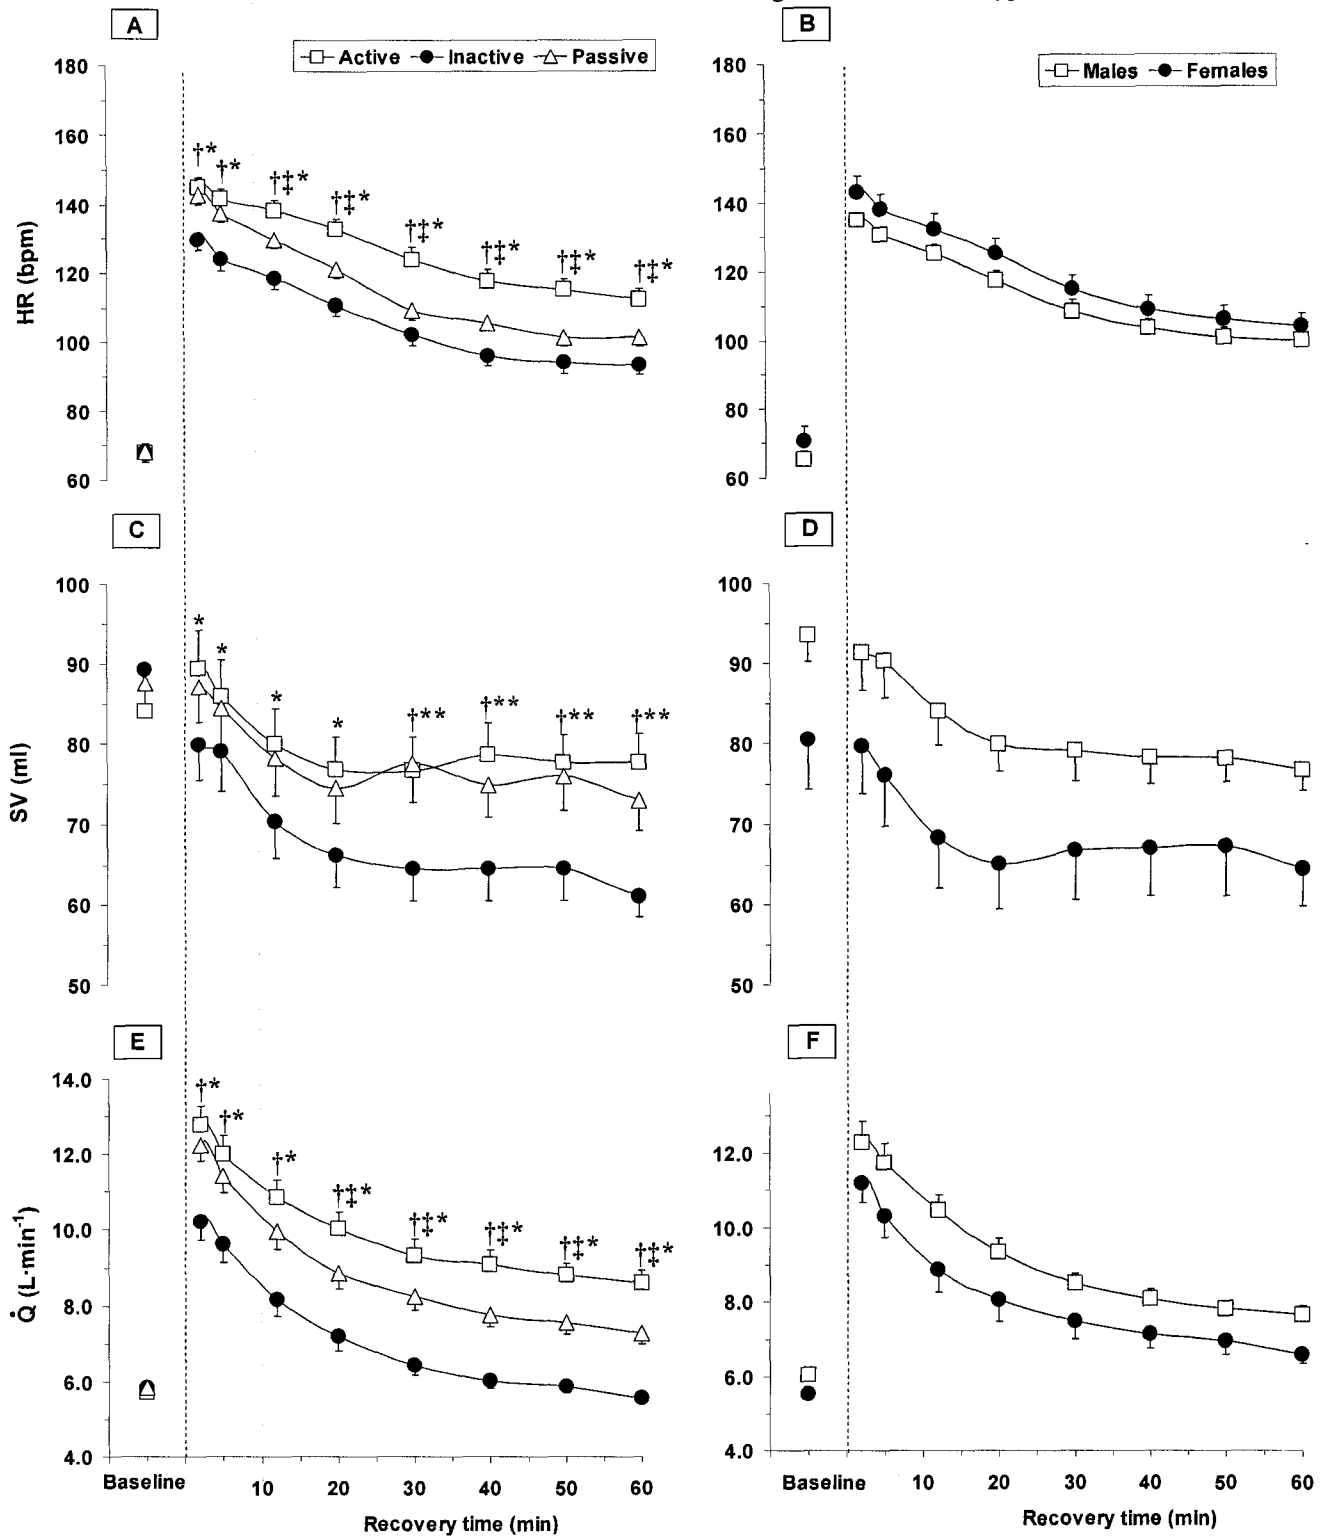 A
Active Inactive Passive
180
160
140
120
100
80
60
HR (bpm)
†* †* †‡* †‡* †‡* †‡* †‡* †‡*
B
Males Females
180
160
140
120
100
80
60
C
100
90
80
70
60
50
SV (ml)
* * * * †** †** †** †**
D
100
90
80
70
60
50
E
14.0
12.0
10.0
8.0
6.0
4.0
Q̇ (L·min⁻¹)
†* †* †* †‡* †‡* †‡* †‡* †‡*
Baseline 10 20 30 40 50 60
Recovery time (min)
F
12.0
10.0
8.0
6.0
4.0
Baseline 10 20 30 40 50 60
Recovery time (min)